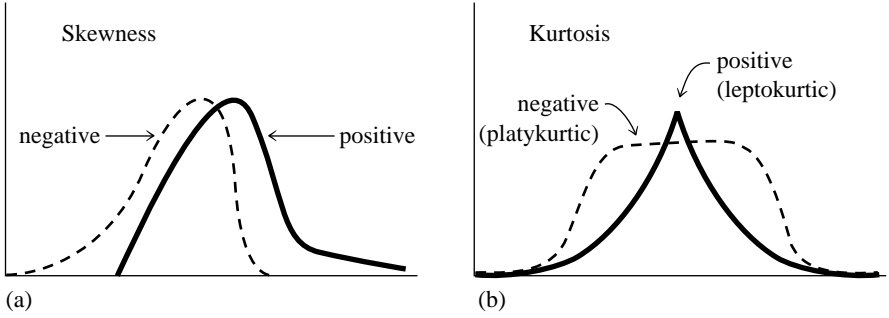 Skewness
negative
positive
(a)
Kurtosis
positive
(leptokurtic)
negative
(platykurtic)
(b)